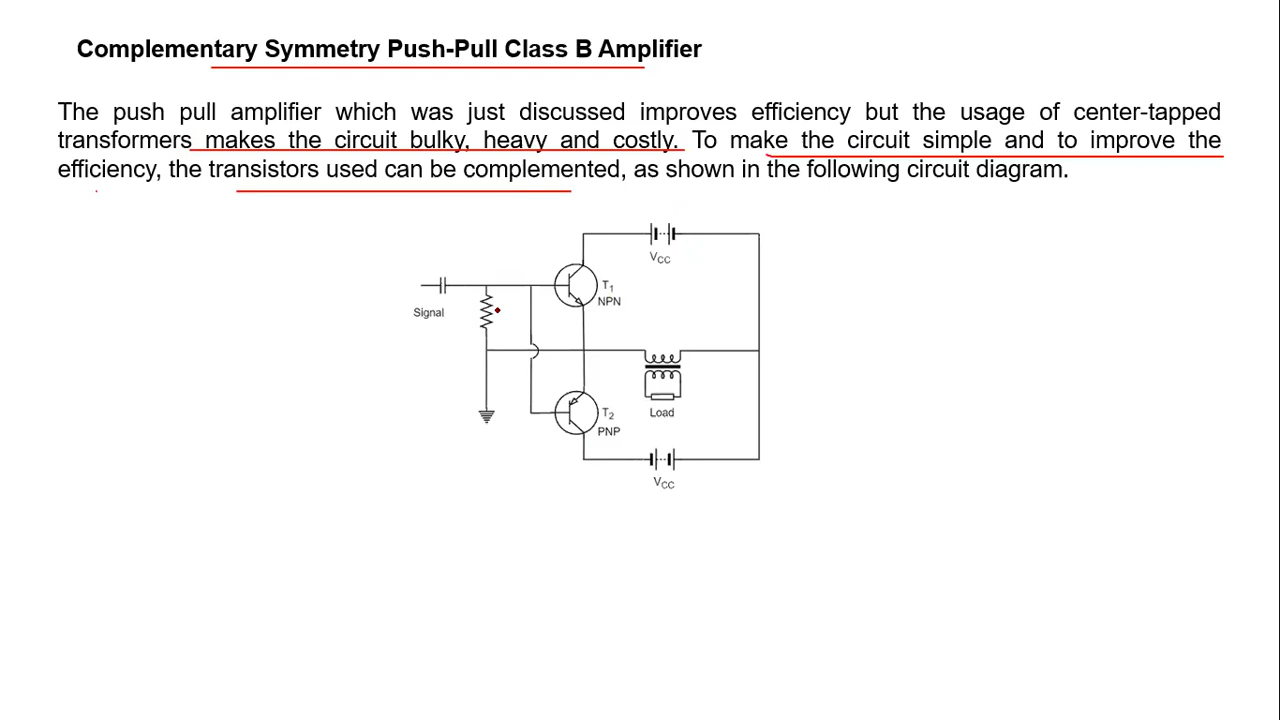 Complementary Symmetry Push-Pull Class B Amplifier
The push pull amplifier which was just discussed improves efficiency but the usage of center-tapped
transformers makes the circuit bulky, heavy and costly. To make the circuit simple and to improve the
efficiency, the transistors used can be complemented, as shown in the following circuit diagram.
VCC
T1
NPN
Signal
T2
PNP
Load
VCC